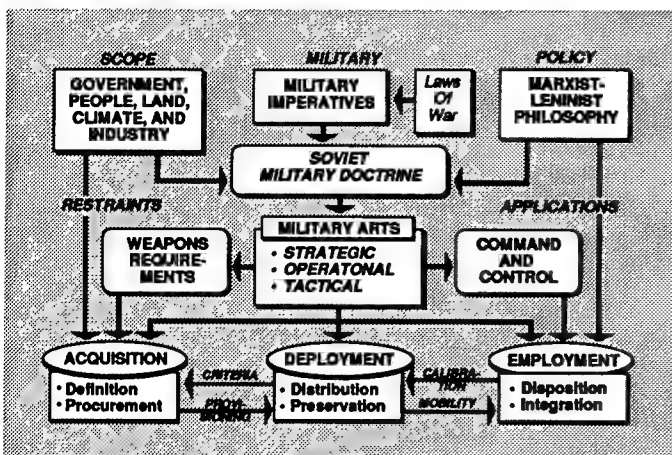 SCOPE
MILITARY
POLICY
GOVERNMENT,
PEOPLE, LAND,
CLIMATE, AND
INDUSTRY
MILITARY
IMPERATIVES
Laws
Of
War
MARXIST-
LENINIST
PHILOSOPHY
SOVIET
MILITARY DOCTRINE
RESTRAINTS
APPLICATIONS
MILITARY ARTS
• STRATEGIC
• OPERATONAL
• TACTICAL
WEAPONS
REQUIRE-
MENTS
COMMAND
AND
CONTROL
ACQUISITION
• Definition
• Procurement
CRITERIA
PROVI-
SIONING
DEPLOYMENT
• Distribution
• Preservation
CALIBRA-
TION
MOBILITY
EMPLOYMENT
• Disposition
• Integration